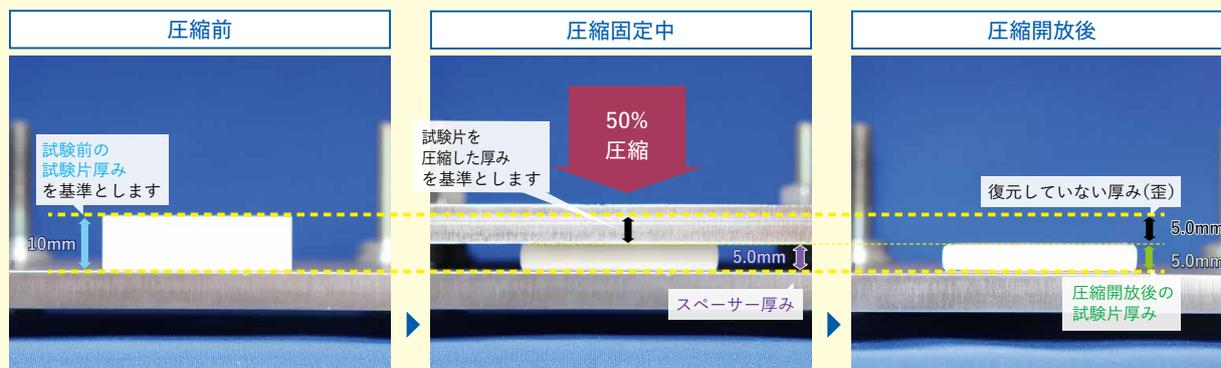 圧縮前
試験前の
試験片厚み
を基準とします
10mm
圧縮固定中
50%
圧縮
試験片を
圧縮した厚み
を基準とします
5.0mm
スペーサー厚み
圧縮開放後
復元していない厚み(歪)
5.0mm
5.0mm
圧縮開放後の
試験片厚み